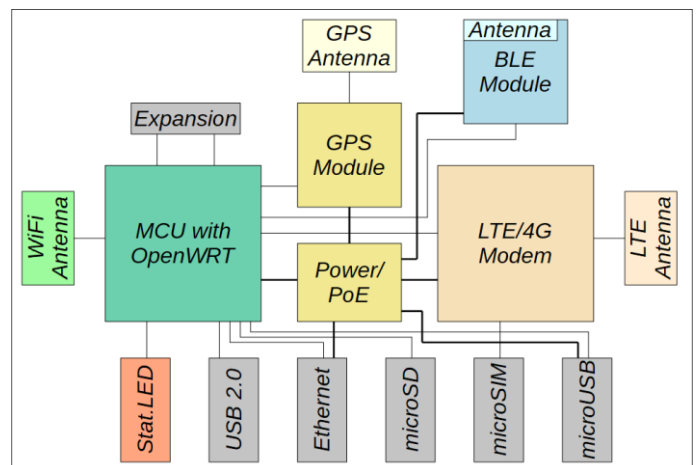 GPS
Antenna
Antenna
BLE
Module
Expansion
GPS
Module
WiFi
Antenna
MCU with
OpenWRT
LTE/4G
Modem
LTE
Antenna
Power/
PoE
Stat.LED
USB 2.0
Ethernet
microSD
microSIM
microUSB